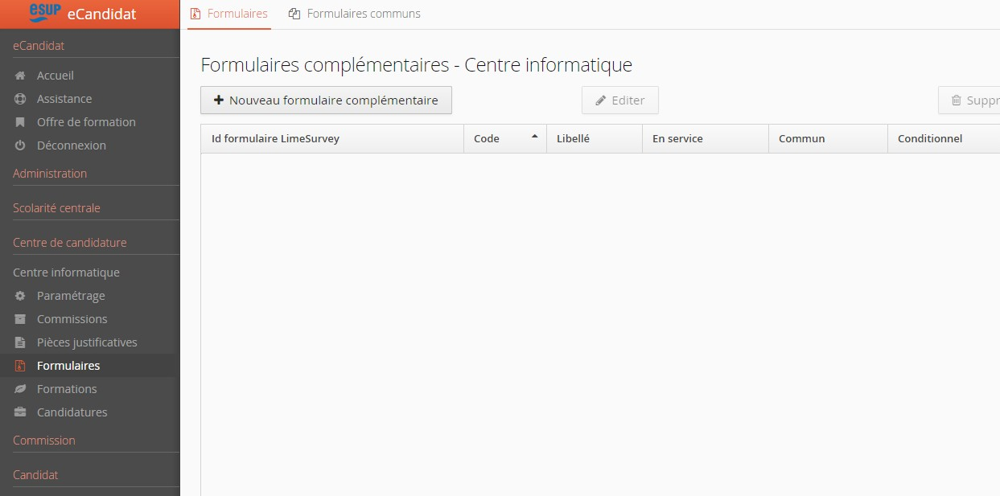 esup eCandidat
Formulaires
Formulaires communs
eCandidat
Accueil
Assistance
Offre de formation
Déconnexion
Administration
Scolarité centrale
Centre de candidature
Centre informatique
Paramétrage
Commissions
Pièces justificatives
Formulaires
Formations
Candidatures
Commission
Candidat
Formulaires complémentaires - Centre informatique
Nouveau formulaire complémentaire
Editer
Suppr
Id formulaire LimeSurvey
Code
Libellé
En service
Commun
Conditionnel